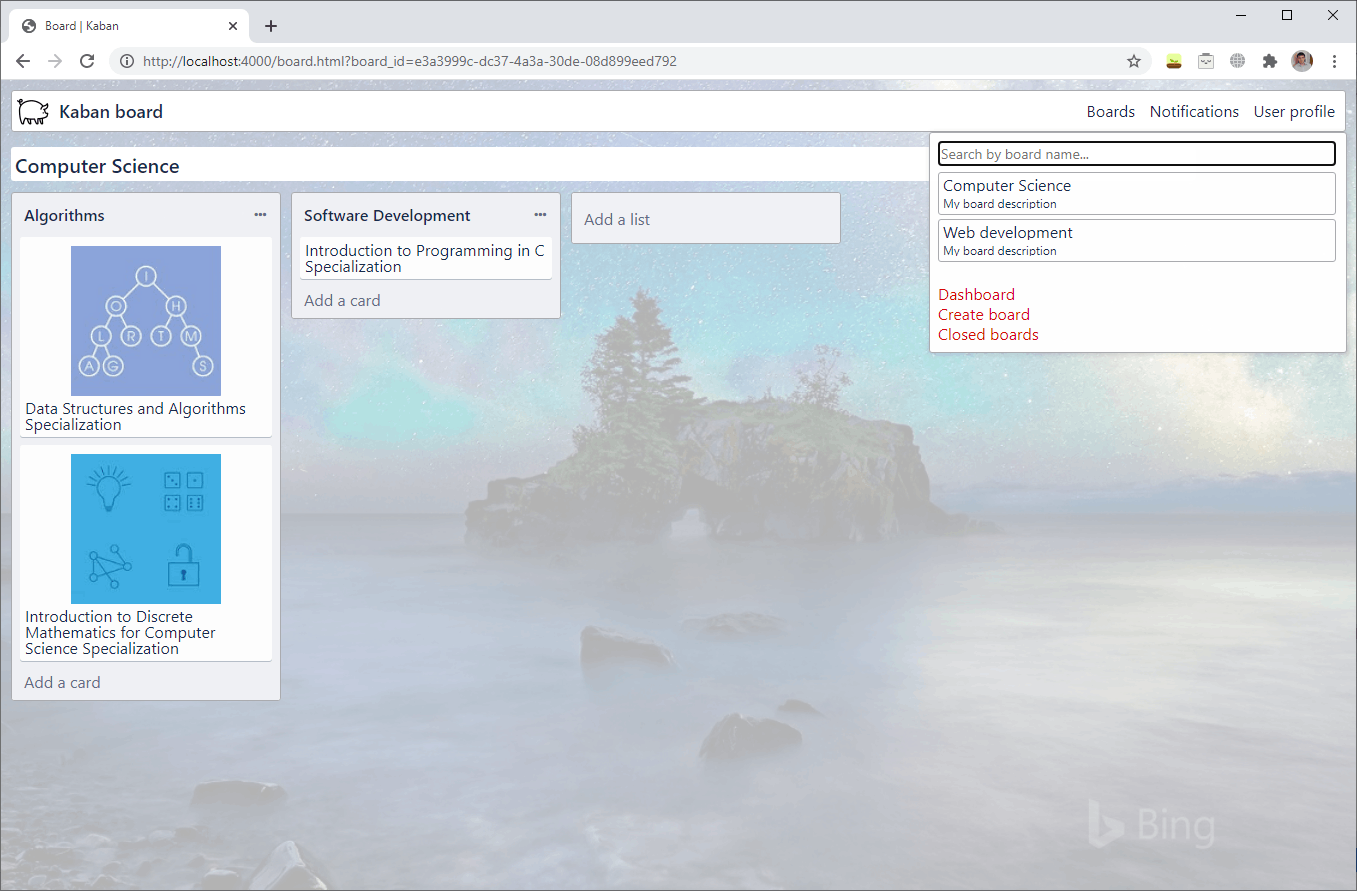 Board | Kaban
http://localhost:4000/board.html?board_id=e3a3999c-dc37-4a3a-30de-08d899eed792
Kaban board
Boards Notifications User profile
Search by board name...
Computer Science
My board description
Web development
My board description
Dashboard
Create board
Closed boards
Computer Science
Algorithms
I
O H
L R T M
A G S
Data Structures and Algorithms
Specialization
Introduction to Discrete
Mathematics for Computer
Science Specialization
Add a card
Software Development
Introduction to Programming in C
Specialization
Add a card
Add a list
Bing